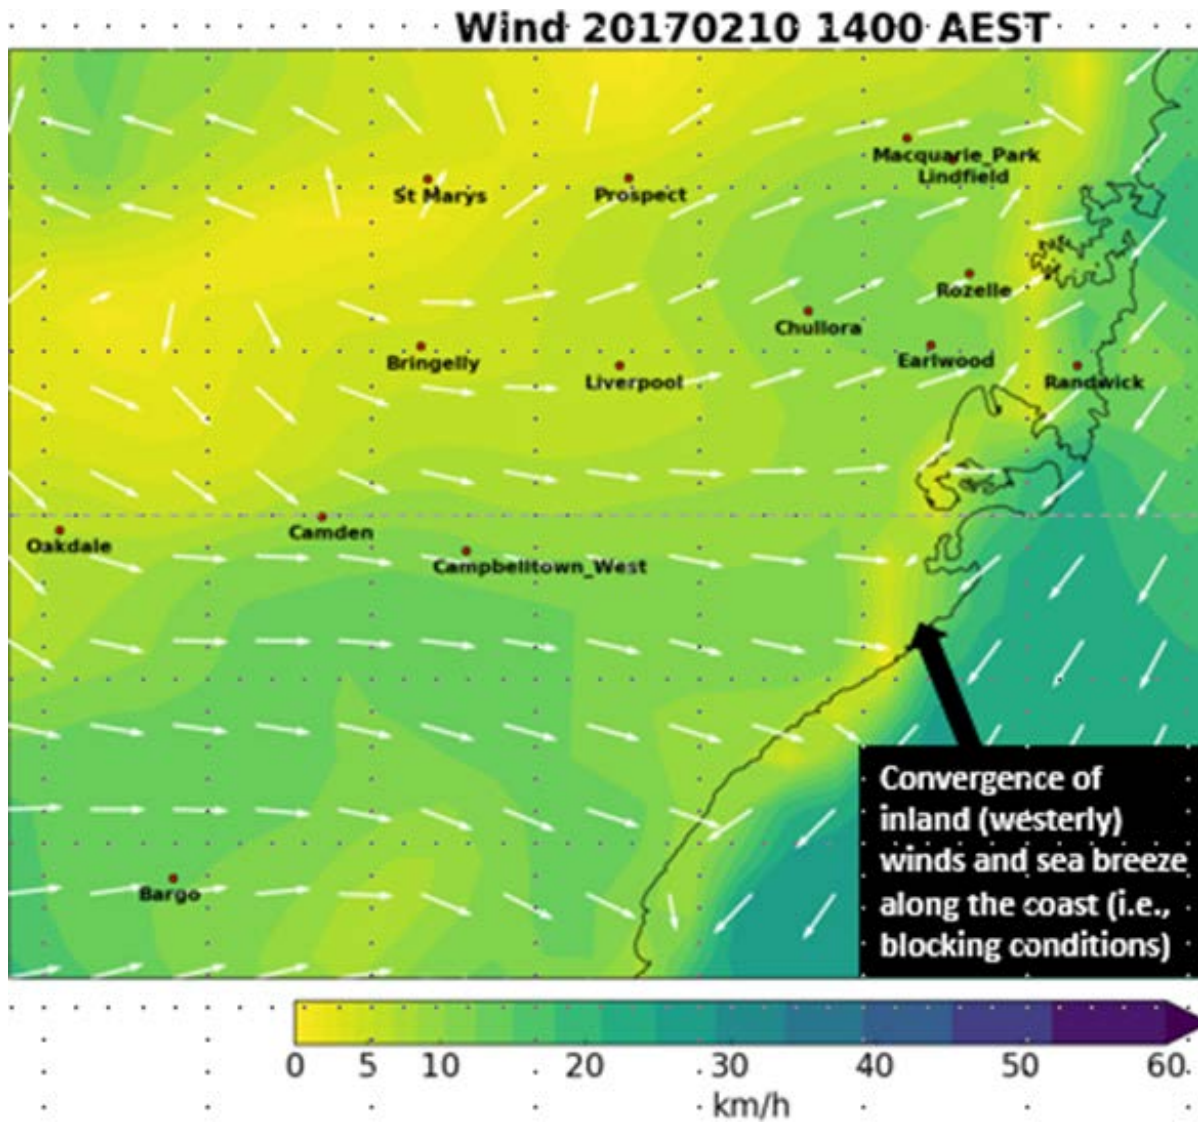 Wind 20170210 1400 AEST
Macquarie_Park
Lindfield
St Marys
Prospect
Rozelle
Chullora
Bringelly
Earlwood
Liverpool
Randwick
Oakdale
Camden
Campbelltown_West
Bargo
Convergence of
inland (westerly)
winds and sea breeze
along the coast (i.e.,
blocking conditions)
0 5 10 20 30 40 50 60
km/h